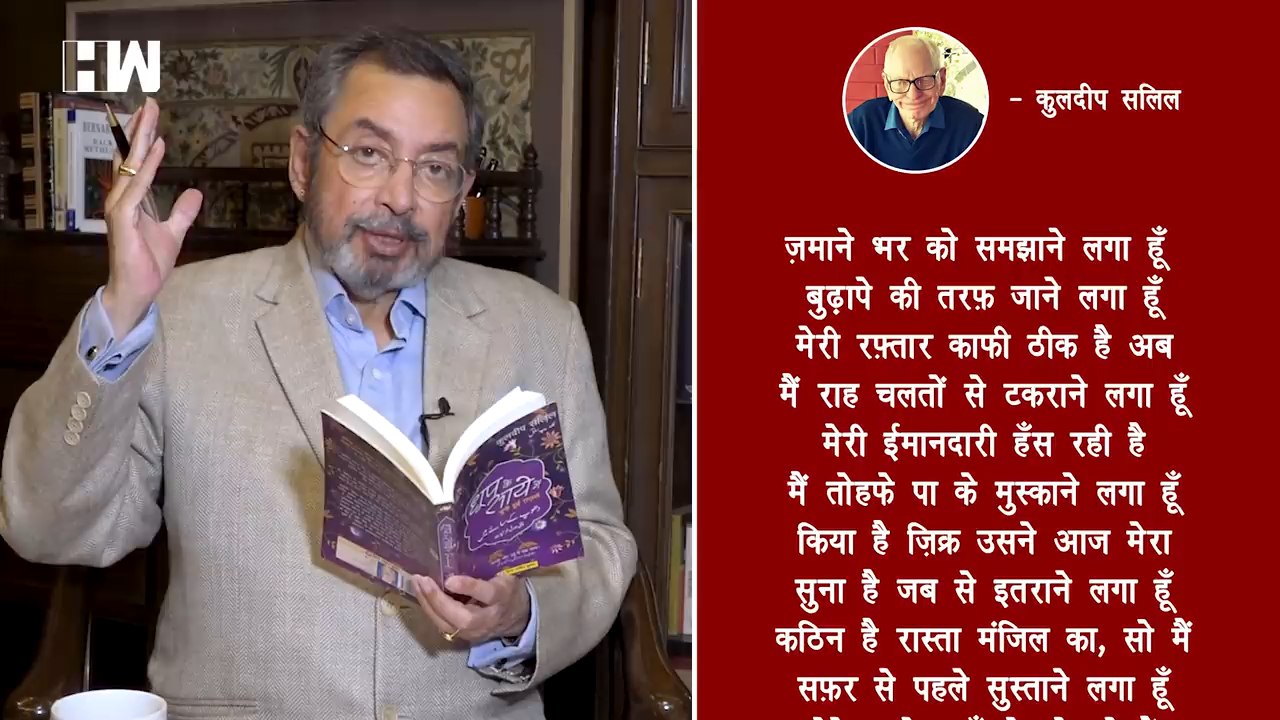 HW
BERNARD
कुलदीप सलिल
धूप के साये में
- कुलदीप सलिल
ज़माने भर को समझाने लगा हूँ
बुढ़ापे की तरफ़ जाने लगा हूँ
मेरी रफ़्तार काफी ठीक है अब
मैं राह चलतों से टकराने लगा हूँ
मेरी ईमानदारी हँस रही है
मैं तोहफे पा के मुस्काने लगा हूँ
किया है ज़िक्र उसने आज मेरा
सुना है जब से इतराने लगा हूँ
कठिन है रास्ता मंजिल का, सो मैं
सफ़र से पहले सुस्ताने लगा हूँ